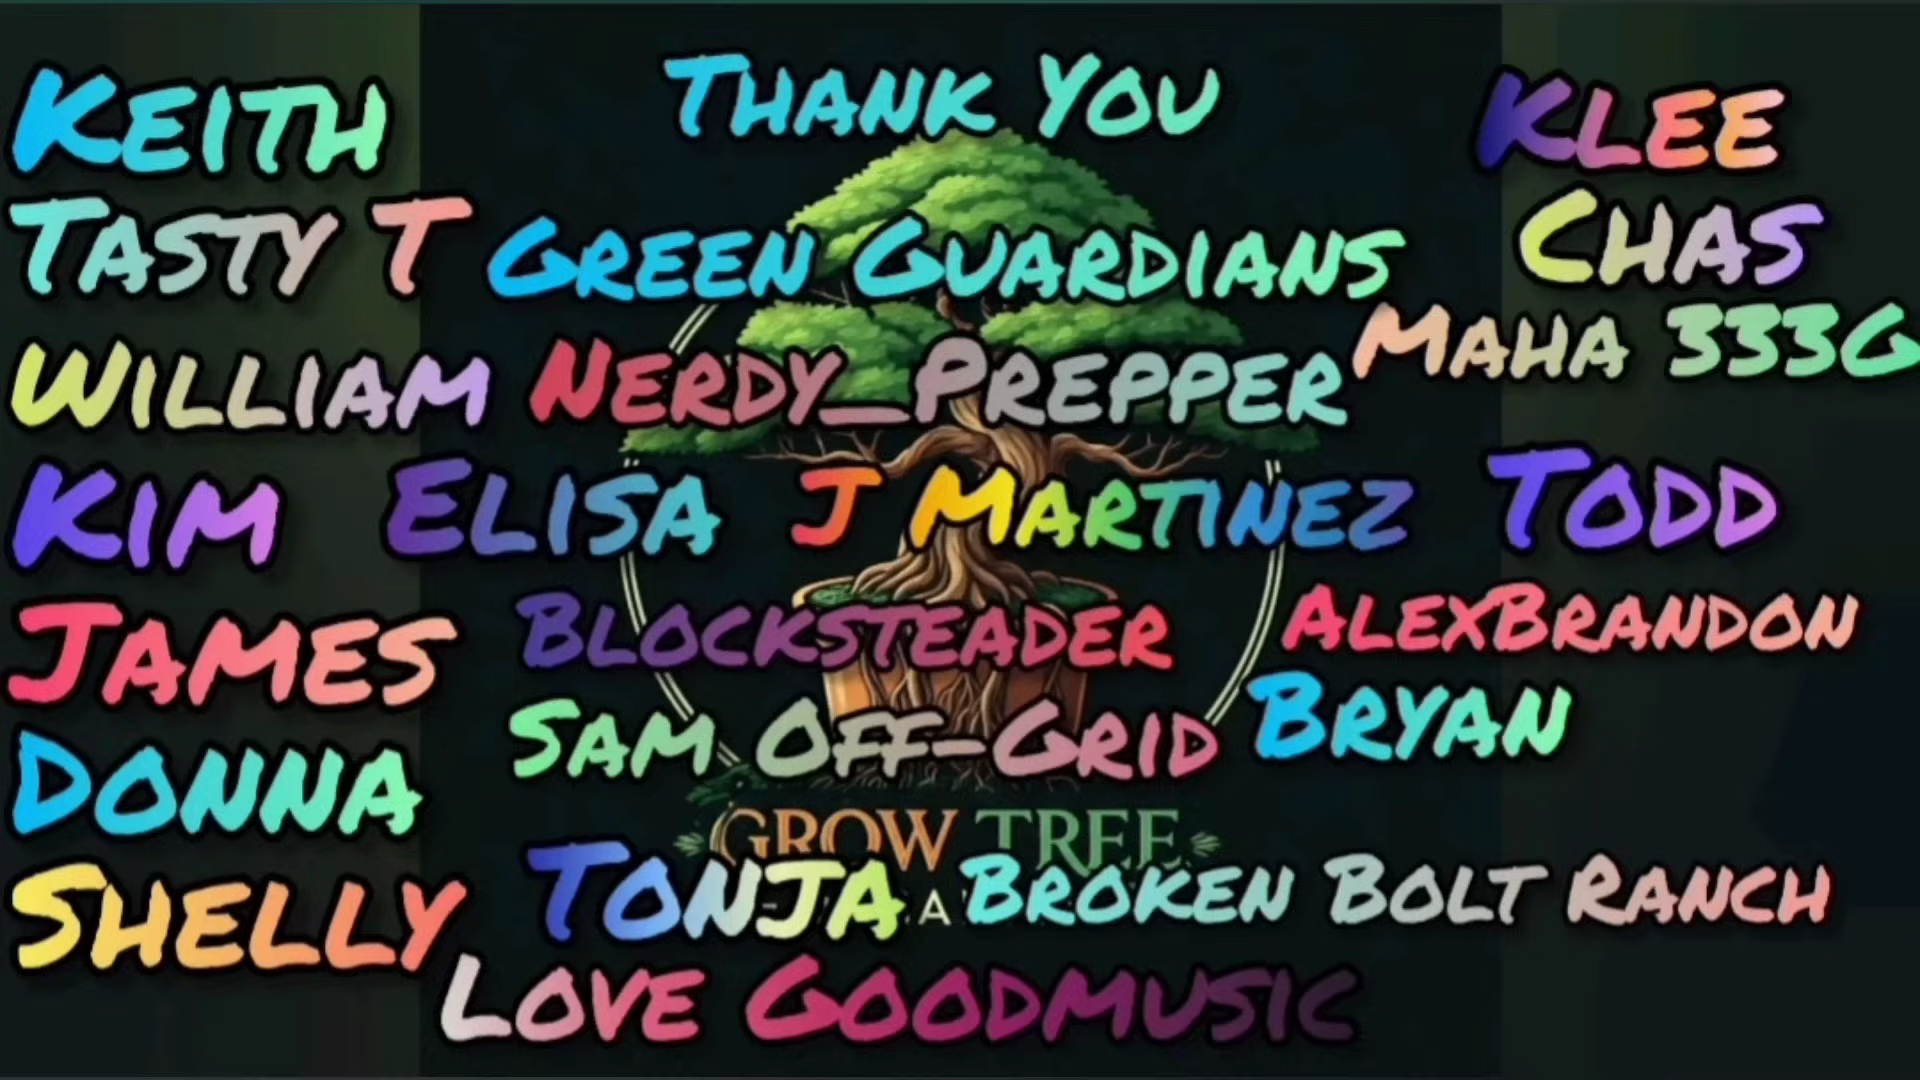 Thank You
Keith
Klee
Tasty T
Green Guardians
Chas
Maha 333G
William
Nerdy_Prepper
Kim
Elisa
J Martinez
Todd
James
Blocksteader
AlexBrandon
Sam Off-Grid
Bryan
Donna
GROW TREE
Shelly
Tonja
A
Broken Bolt Ranch
Love Goodmusic